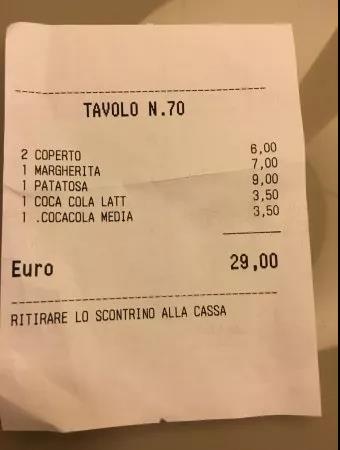 TAVOLO N.70
2 COPERTO 6,00
1 MARGHERITA 7,00
1 PATATOSA 9,00
1 COCA COLA LATT 3,50
1 .COCACOLA MEDIA 3,50
Euro 29,00
RITIRARE LO SCONTRINO ALLA CASSA